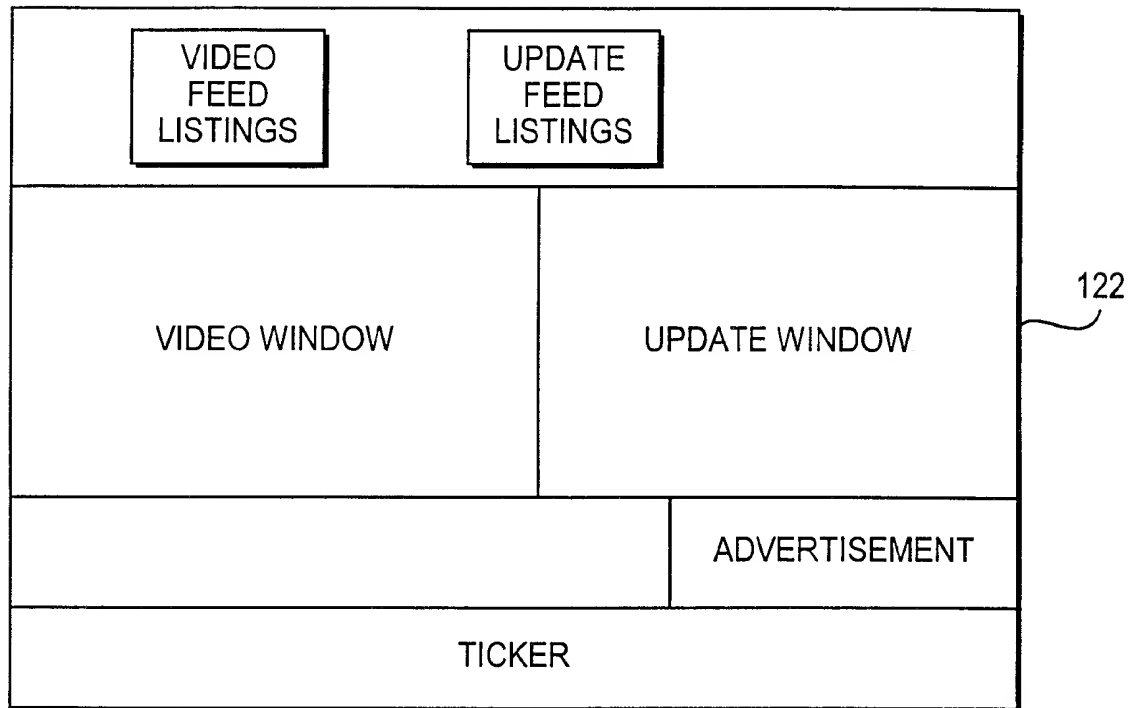 VIDEO
FEED
LISTINGS
UPDATE
FEED
LISTINGS
VIDEO WINDOW
UPDATE WINDOW
122
ADVERTISEMENT
TICKER